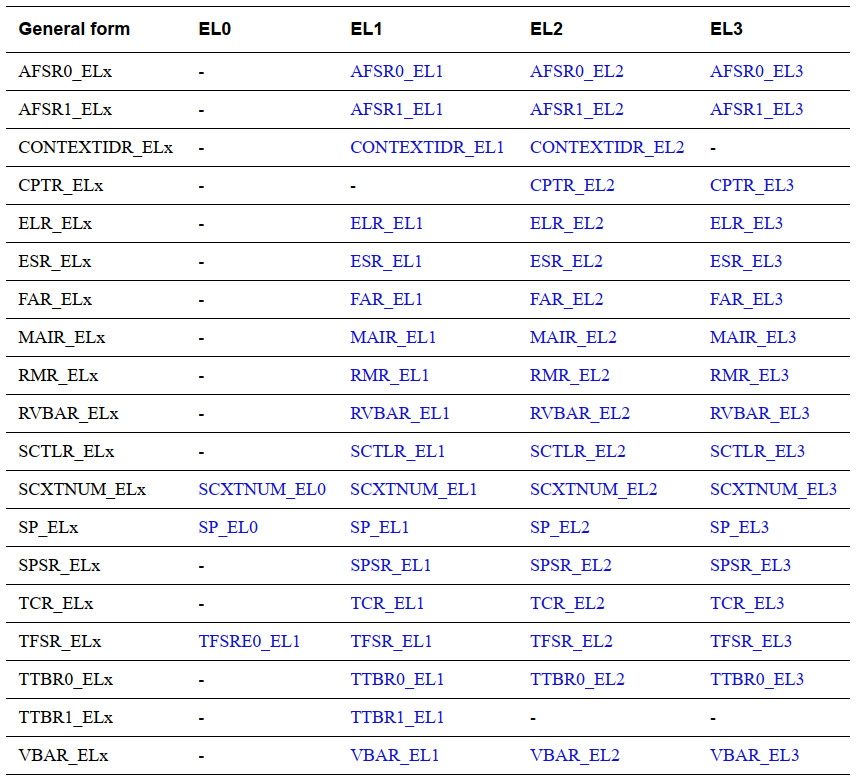 General form EL0 EL1 EL2 EL3
AFSR0_ELx - AFSR0_EL1 AFSR0_EL2 AFSR0_EL3
AFSR1_ELx - AFSR1_EL1 AFSR1_EL2 AFSR1_EL3
CONTEXTIDR_ELx - CONTEXTIDR_EL1 CONTEXTIDR_EL2 -
CPTR_ELx - - CPTR_EL2 CPTR_EL3
ELR_ELx - ELR_EL1 ELR_EL2 ELR_EL3
ESR_ELx - ESR_EL1 ESR_EL2 ESR_EL3
FAR_ELx - FAR_EL1 FAR_EL2 FAR_EL3
MAIR_ELx - MAIR_EL1 MAIR_EL2 MAIR_EL3
RMR_ELx - RMR_EL1 RMR_EL2 RMR_EL3
RVBAR_ELx - RVBAR_EL1 RVBAR_EL2 RVBAR_EL3
SCTLR_ELx - SCTLR_EL1 SCTLR_EL2 SCTLR_EL3
SCXTNUM_ELx SCXTNUM_EL0 SCXTNUM_EL1 SCXTNUM_EL2 SCXTNUM_EL3
SP_ELx SP_EL0 SP_EL1 SP_EL2 SP_EL3
SPSR_ELx - SPSR_EL1 SPSR_EL2 SPSR_EL3
TCR_ELx - TCR_EL1 TCR_EL2 TCR_EL3
TFSR_ELx TFSRE0_EL1 TFSR_EL1 TFSR_EL2 TFSR_EL3
TTBR0_ELx - TTBR0_EL1 TTBR0_EL2 TTBR0_EL3
TTBR1_ELx - TTBR1_EL1 - -
VBAR_ELx - VBAR_EL1 VBAR_EL2 VBAR_EL3